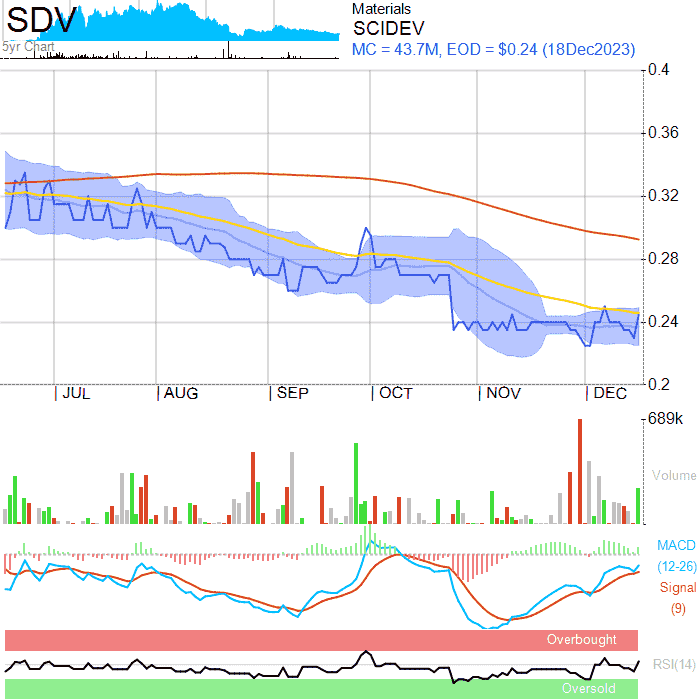 SDV
5yr Chart
Materials
SCIDEV
MC = 43.7M, EOD = $0.24 (18Dec2023)
0.4
0.36
0.32
0.28
0.24
0.2
JUL AUG SEP OCT NOV DEC
689k
Volume
MACD
(12-26)
Signal
(9)
Overbought
RSI(14)
Oversold